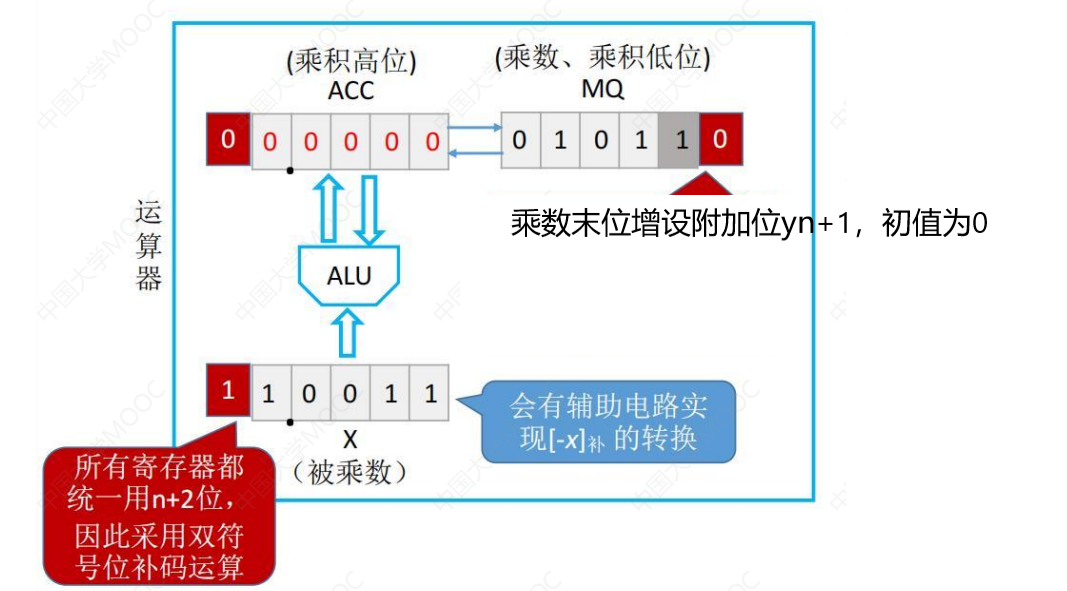 (乘积高位)
ACC
(乘数、乘积低位)
MQ
0 0 0 0 0 0
0 1 0 1 1 0
乘数末位增设附加位yn+1，初值为0
运
算
器
ALU
1 1 0 0 1 1
X
（被乘数）
会有辅助电路实
现[-x]补 的转换
所有寄存器都
统一用n+2位，
因此采用双符
号位补码运算
中国大学MOOC